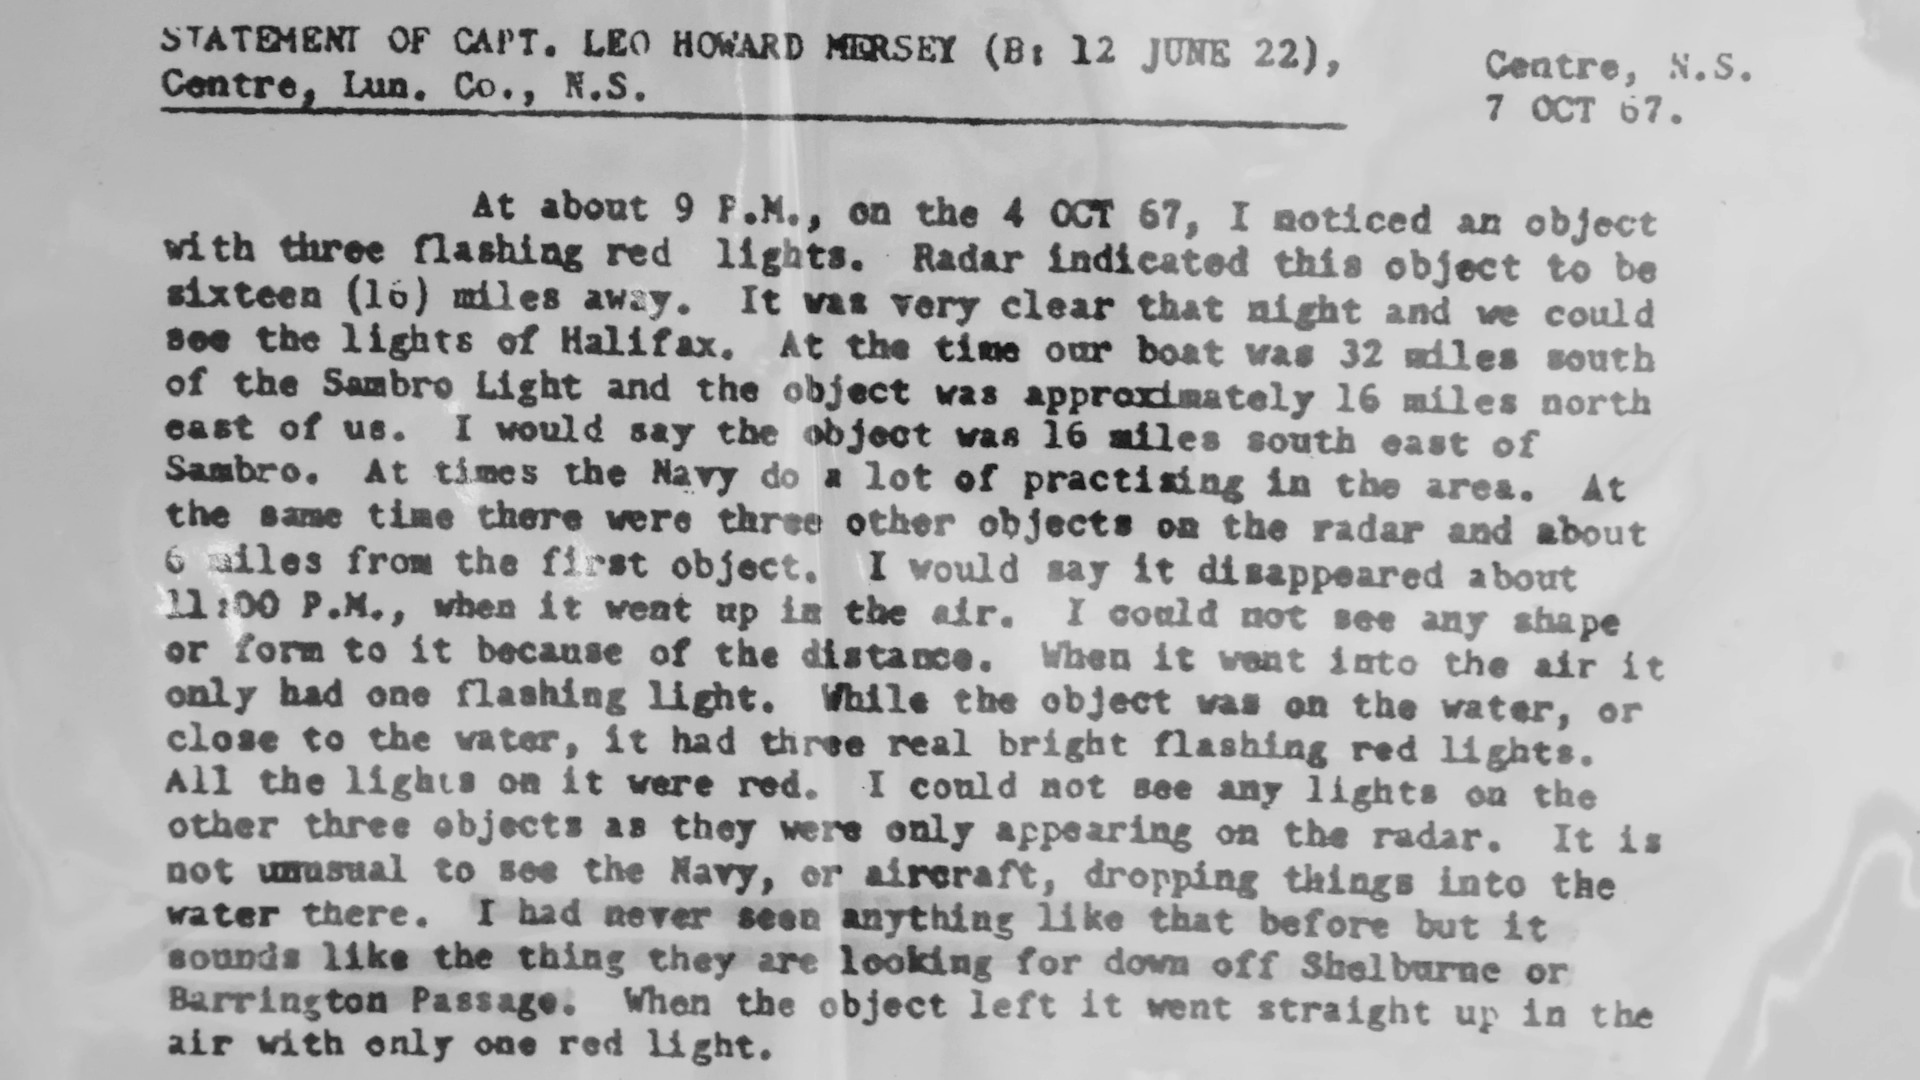 STATEMENT OF CAPT. LEO HOWARD MERSEY (B: 12 JUNE 22),
Centre, Lun. Co., N.S.
Centre, N.S.
7 OCT 67.
At about 9 P.M., on the 4 OCT 67, I noticed an object
with three flashing red lights. Radar indicated this object to be
sixteen (16) miles away. It was very clear that night and we could
see the lights of Halifax. At the time our boat was 32 miles south
of the Sambro Light and the object was approximately 16 miles north
east of us. I would say the object was 16 miles south east of
Sambro. At times the Navy do a lot of practising in the area. At
the same time there were three other objects on the radar and about
6 miles from the first object. I would say it disappeared about
11:00 P.M., when it went up in the air. I could not see any shape
or form to it because of the distance. When it went into the air it
only had one flashing light. While the object was on the water, or
close to the water, it had three real bright flashing red lights.
All the lights on it were red. I could not see any lights on the
other three objects as they were only appearing on the radar. It is
not unusual to see the Navy, or aircraft, dropping things into the
water there. I had never seen anything like that before but it
sounds like the thing they are looking for down off Shelburne or
Barrington Passage. When the object left it went straight up in the
air with only one red light.